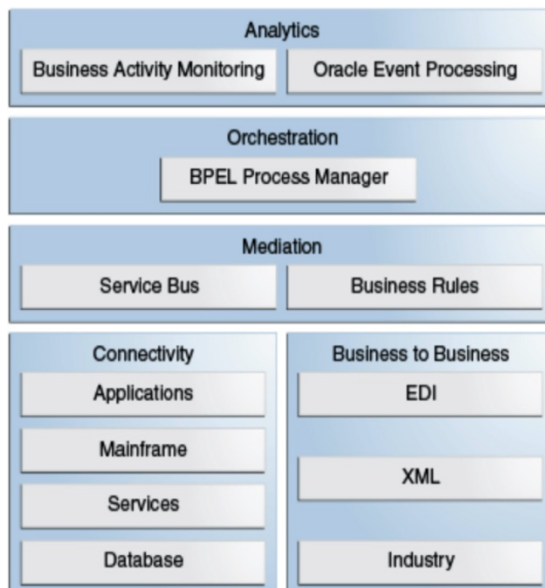 Analytics
Business Activity Monitoring
Oracle Event Processing
Orchestration
BPEL Process Manager
Mediation
Service Bus
Business Rules
Connectivity
Applications
Mainframe
Services
Database
Business to Business
EDI
XML
Industry